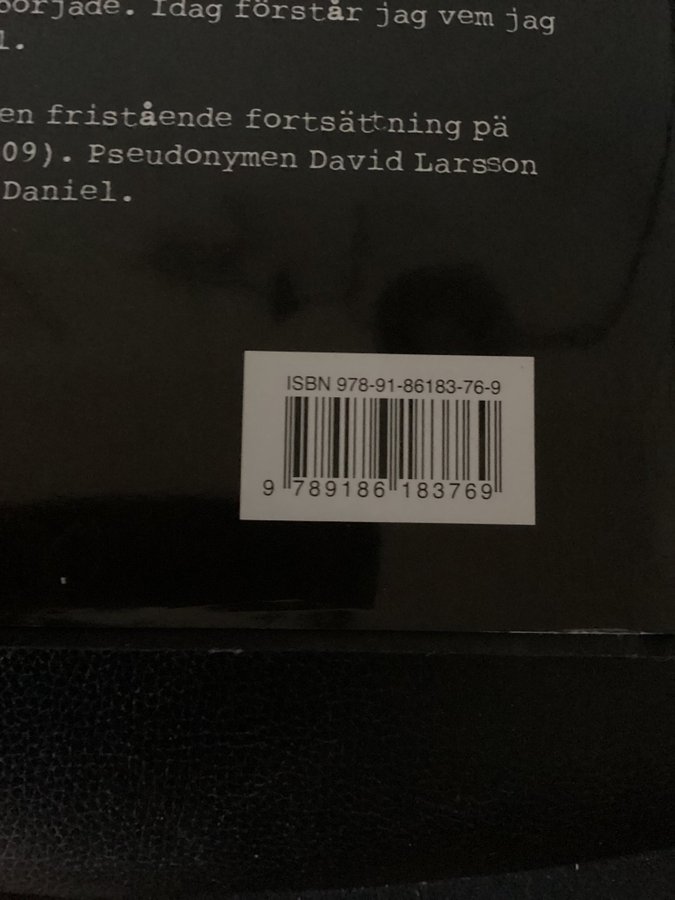 började. Idag förstår jag vem jag
l.
en fristående fortsättning på
09). Pseudonymen David Larsson
Daniel.
ISBN 978-91-86183-76-9
9 789186 183769